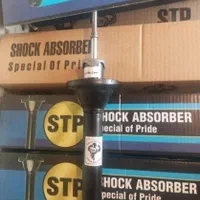 STP
SHOCK ABSORBER
Special Of Pride
STP
SHOCK ABSORBER
Special of Pride
STP
SHOCK ABSORBER
Special of Pride